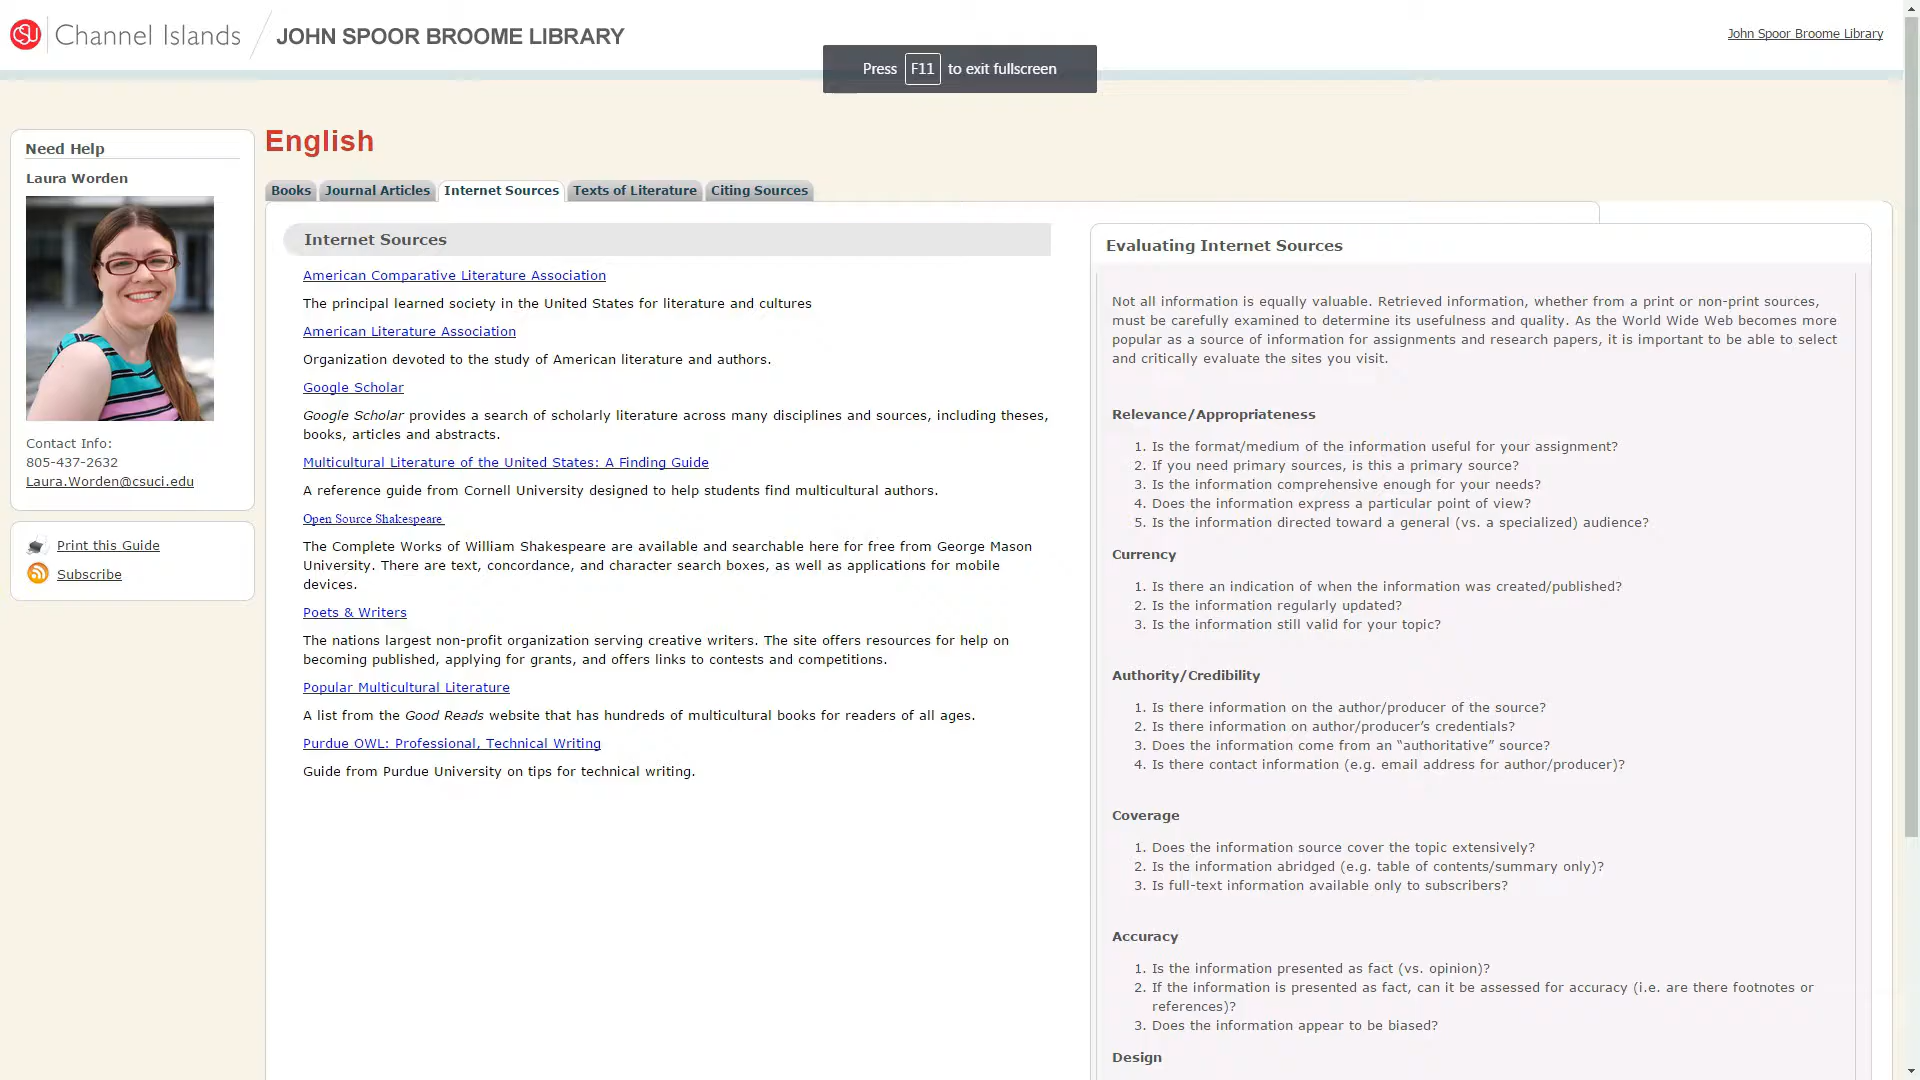 CSU Channel Islands JOHN SPOOR BROOME LIBRARY
John Spoor Broome Library
Press F11 to exit fullscreen
Need Help
Laura Worden
Contact Info:
805-437-2632
Laura.Worden@csuci.edu
Print this Guide
Subscribe
English
Books
Journal Articles
Internet Sources
Texts of Literature
Citing Sources
Internet Sources
American Comparative Literature Association
The principal learned society in the United States for literature and cultures
American Literature Association
Organization devoted to the study of American literature and authors.
Google Scholar
Google Scholar provides a search of scholarly literature across many disciplines and sources, including theses,
books, articles and abstracts.
Multicultural Literature of the United States: A Finding Guide
A reference guide from Cornell University designed to help students find multicultural authors.
Open Source Shakespeare
The Complete Works of William Shakespeare are available and searchable here for free from George Mason
University. There are text, concordance, and character search boxes, as well as applications for mobile
devices.
Poets & Writers
The nations largest non-profit organization serving creative writers. The site offers resources for help on
becoming published, applying for grants, and offers links to contests and competitions.
Popular Multicultural Literature
A list from the Good Reads website that has hundreds of multicultural books for readers of all ages.
Purdue OWL: Professional, Technical Writing
Guide from Purdue University on tips for technical writing.
Evaluating Internet Sources
Not all information is equally valuable. Retrieved information, whether from a print or non-print sources,
must be carefully examined to determine its usefulness and quality. As the World Wide Web becomes more
popular as a source of information for assignments and research papers, it is important to be able to select
and critically evaluate the sites you visit.
Relevance/Appropriateness
1. Is the format/medium of the information useful for your assignment?
2. If you need primary sources, is this a primary source?
3. Is the information comprehensive enough for your needs?
4. Does the information express a particular point of view?
5. Is the information directed toward a general (vs. a specialized) audience?
Currency
1. Is there an indication of when the information was created/published?
2. Is the information regularly updated?
3. Is the information still valid for your topic?
Authority/Credibility
1. Is there information on the author/producer of the source?
2. Is there information on author/producer’s credentials?
3. Does the information come from an “authoritative” source?
4. Is there contact information (e.g. email address for author/producer)?
Coverage
1. Does the information source cover the topic extensively?
2. Is the information abridged (e.g. table of contents/summary only)?
3. Is full-text information available only to subscribers?
Accuracy
1. Is the information presented as fact (vs. opinion)?
2. If the information is presented as fact, can it be assessed for accuracy (i.e. are there footnotes or
references)?
3. Does the information appear to be biased?
Design